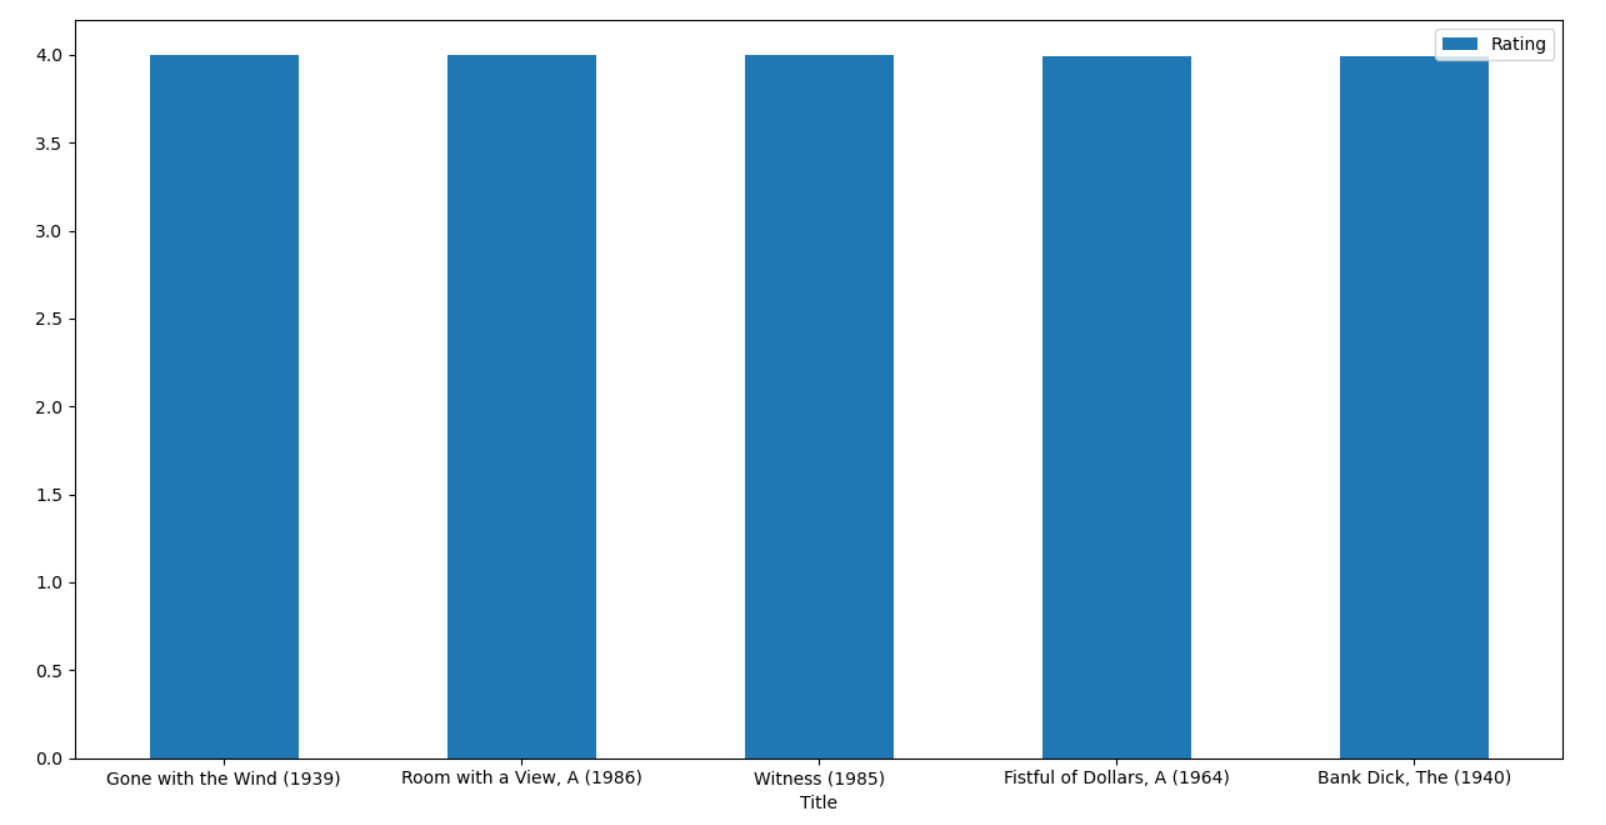 Rating
4.0
3.5
3.0
2.5
2.0
1.5
1.0
0.5
0.0
Gone with the Wind (1939)
Room with a View, A (1986)
Witness (1985)
Fistful of Dollars, A (1964)
Bank Dick, The (1940)
Title